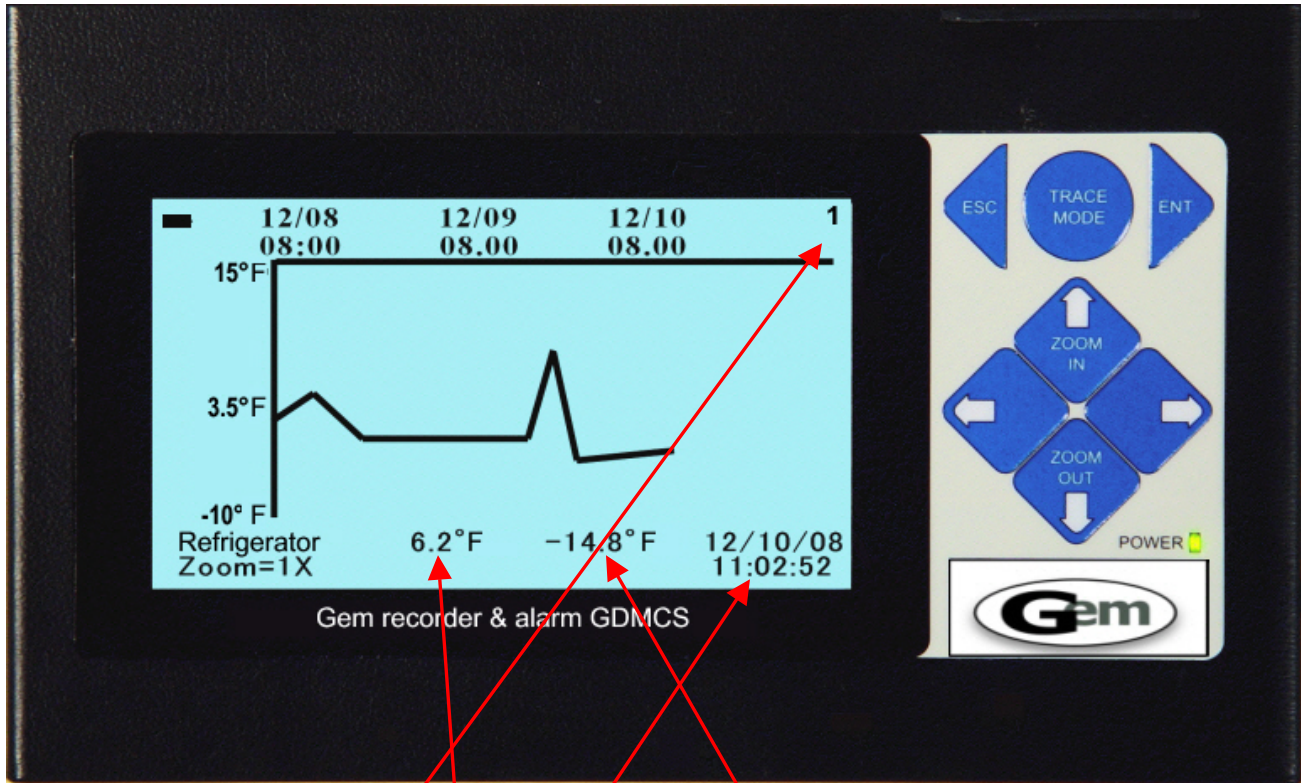 12/08 12/09 12/10 1
08:00 08.00 08.00
15°F
3.5°F
-10° F
Refrigerator 6.2°F -14.8°F 12/10/08
Zoom=1X 11:02:52
Gem recorder & alarm GDMCS
ESC TRACE MODE ENT
ZOOM IN
ZOOM OUT
POWER
Gem